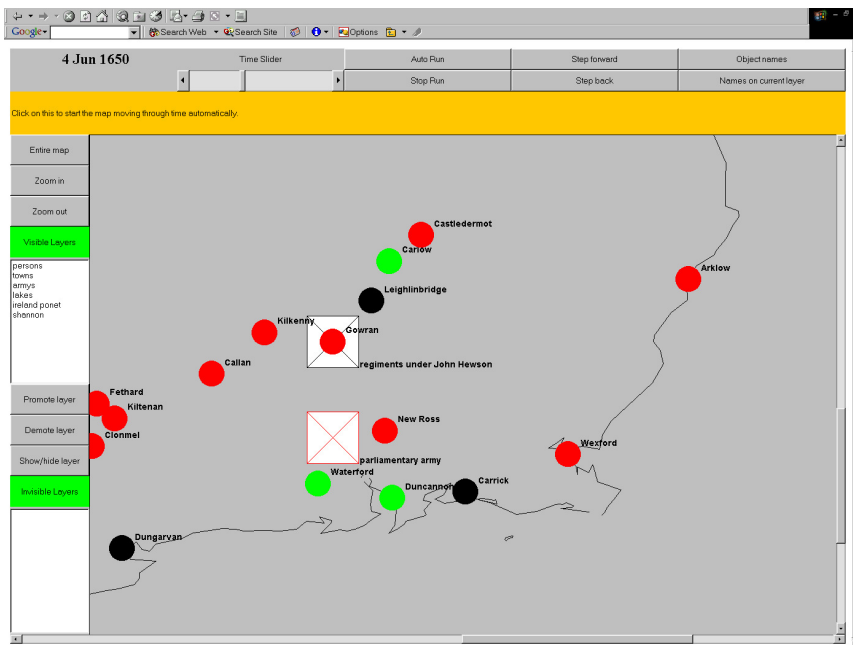 Google Search Web Search Site Options
4 Jun 1650 Time Slider Auto Run Step forward Object names
Stop Run Step back Names on current layer
Click on this to start the map moving through time automatically.
Entire map
Zoom in
Zoom out
Visible Layers
persons
towns
armys
lakes
ireland ponet
shannon
Promote layer
Demote layer
Show/hide layer
Invisible Layers
Castledermot
Carlow
Arklow
Leighlinbridge
Kilkenny
Gowran
Callan
regiments under John Hewson
Fethard
Kiltenan
New Ross
Clonmel
Wexford
parliamentary army
Waterford
Carrick
Duncannon
Dungarvan